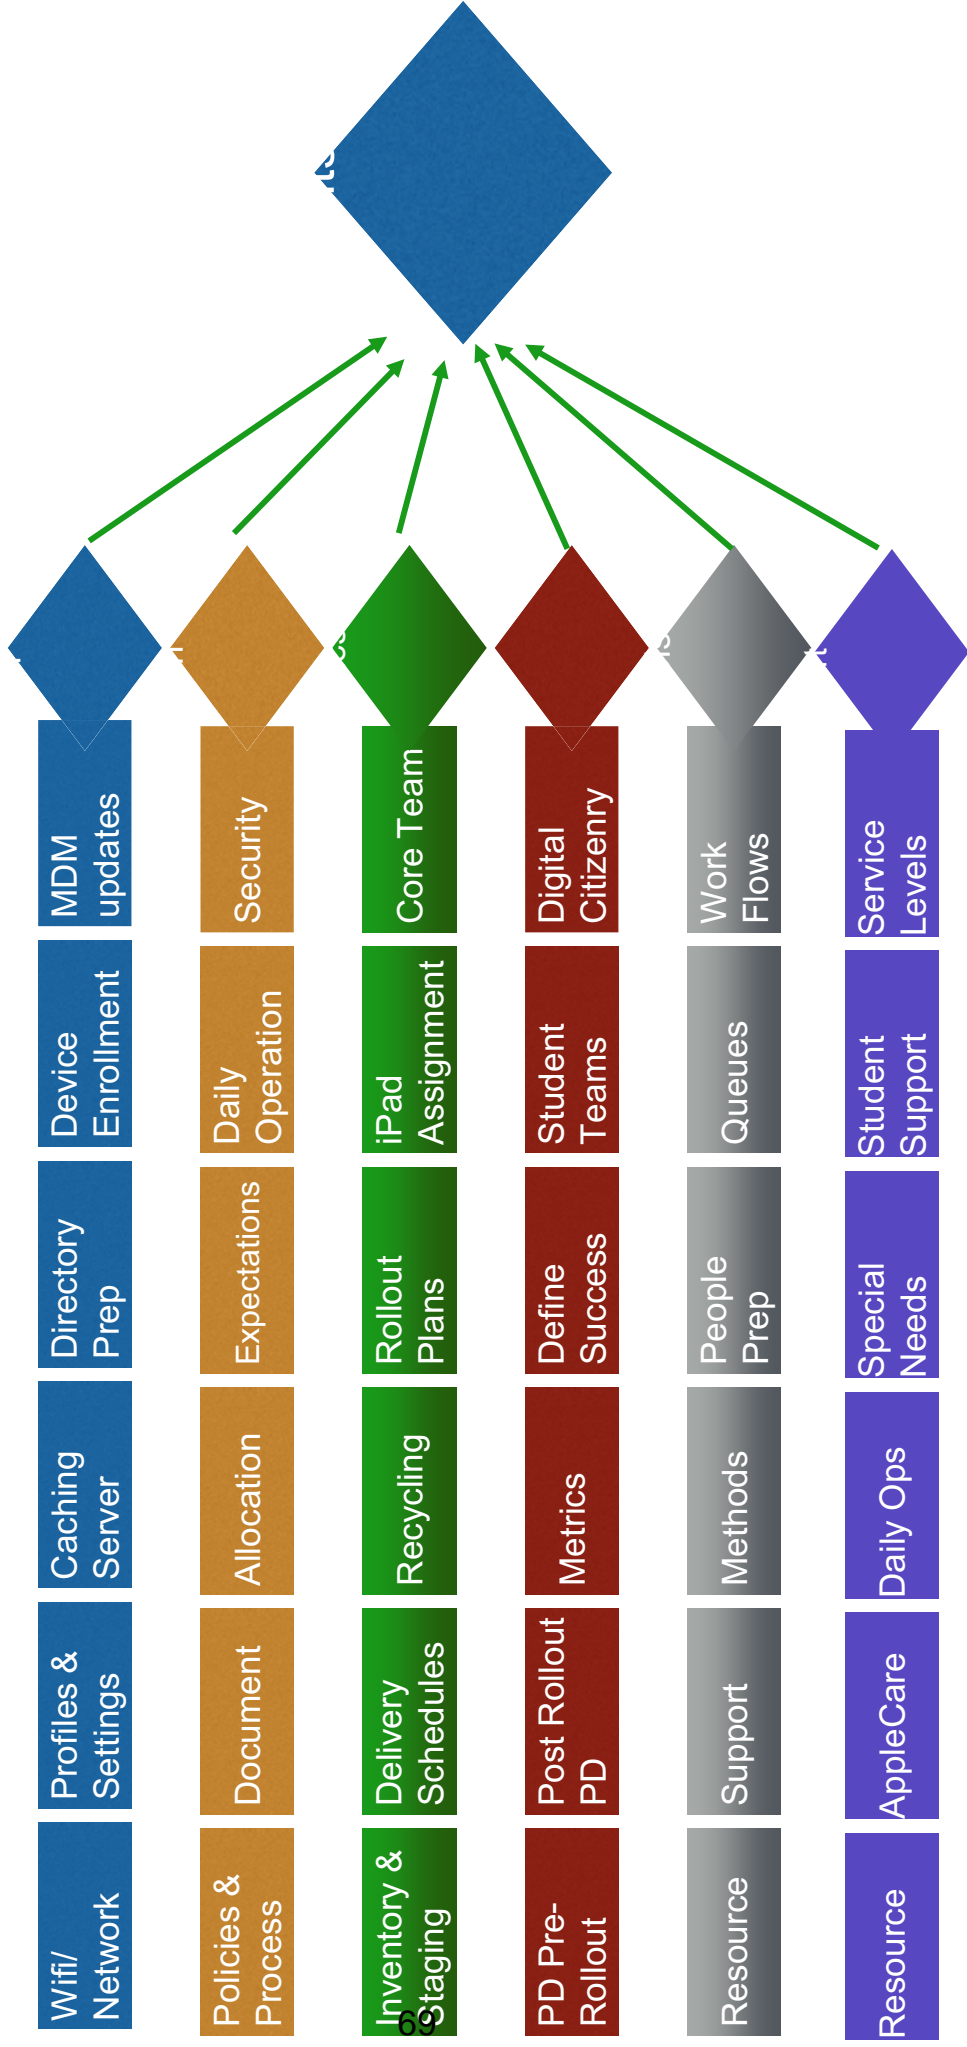 MDM
updates
Device
Enrollment
Directory
Prep
Caching
Server
Profiles &
Settings
Wifi/
Network
Security
Daily
Operation
Expectations
Allocation
Document
Policies &
Process
Core Team
iPad
Assignment
Rollout
Plans
Recycling
Delivery
Schedules
Inventory &
Staging
Digital
Citizenry
Student
Teams
Define
Success
Metrics
Post Rollout
PD
PD Pre-
Rollout
Work
Flows
Queues
People
Prep
Methods
Support
Resource
Service
Levels
Student
Support
Special
Needs
Daily Ops
AppleCare
Resource
69